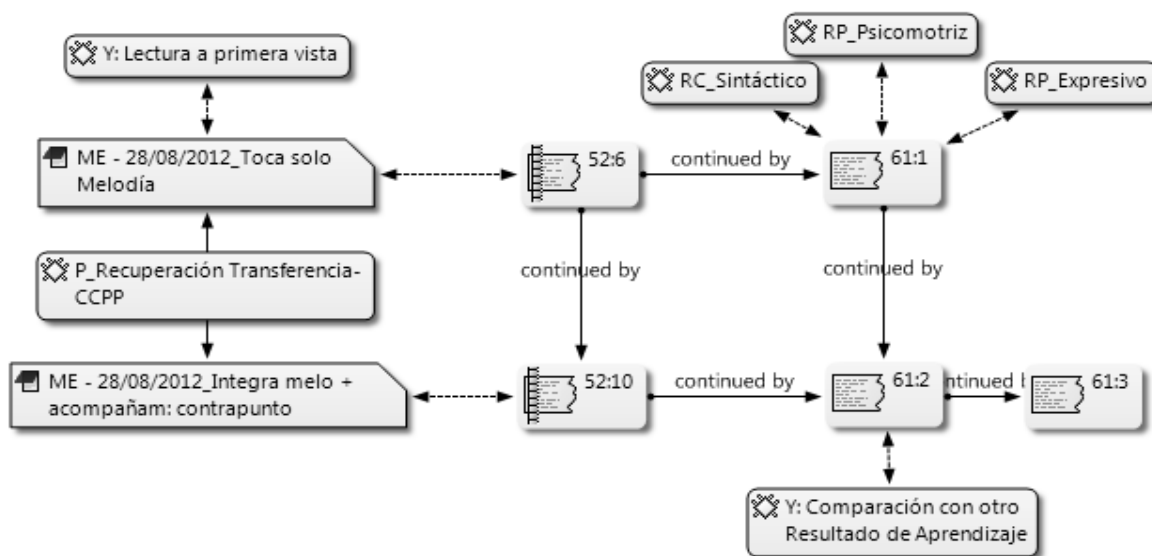 RP_Psicomotriz
Y: Lectura a primera vista
RC_Sintáctico
RP_Expresivo
ME - 28/08/2012_Toca solo
Melodía
52:6
continued by
61:1
P_Recuperación Transferencia-
CCPP
continued by
continued by
ME - 28/08/2012_Integra melo +
acompañam: contrapunto
52:10
continued by
61:2
ntinued b
61:3
Y: Comparación con otro
Resultado de Aprendizaje